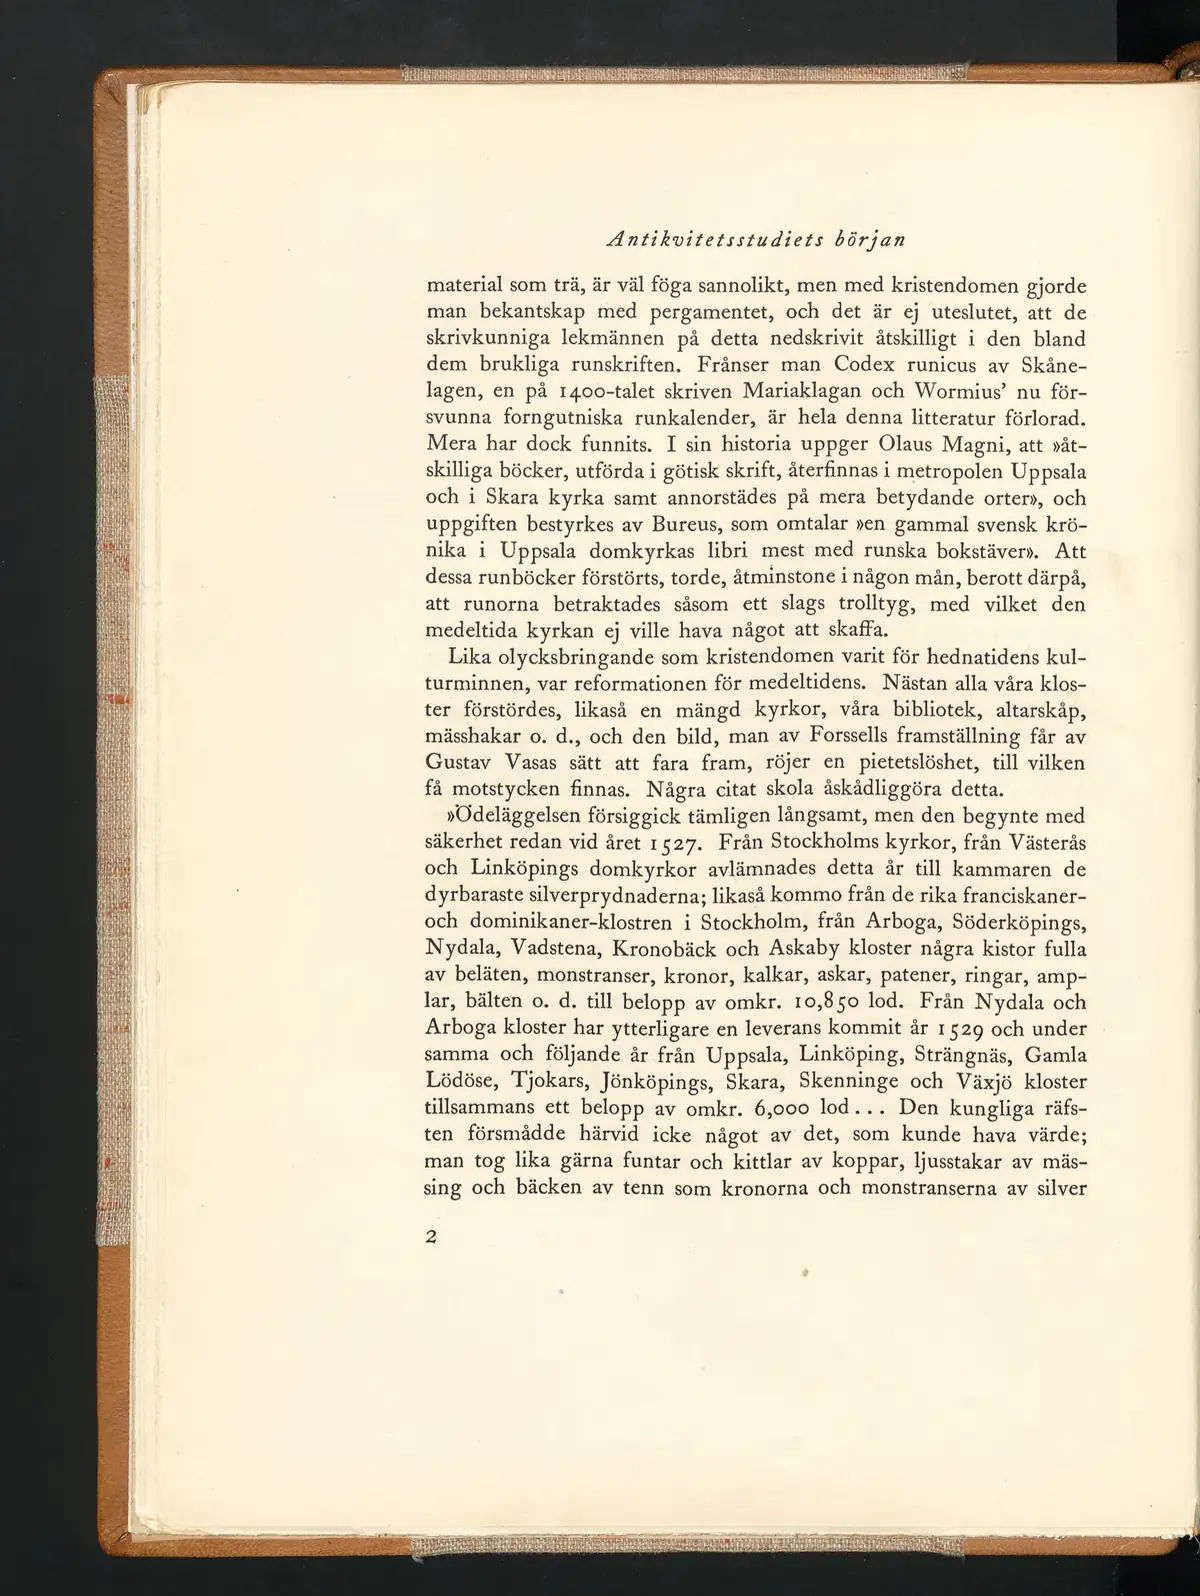 Antikvitetsstudiets början
material som trä, är väl föga sannolikt, men med kristendomen gjorde
man bekantskap med pergamentet, och det är ej uteslutet, att de
skrivkunniga lekmännen på detta nedskrivit åtskilligt i den bland
dem brukliga runskriften. Frånser man Codex runicus av Skåne-
lagen, en på 1400-talet skriven Mariaklagan och Wormius’ nu för-
svunna forngutniska runkalender, är hela denna litteratur förlorad.
Mera har dock funnits. I sin historia uppger Olaus Magni, att »åt-
skilliga böcker, utförda i götisk skrift, återfinnas i metropolen Uppsala
och i Skara kyrka samt annorstädes på mera betydande orter», och
uppgiften bestyrkes av Bureus, som omtalar »en gammal svensk krö-
nika i Uppsala domkyrkas libri mest med runska bokstäver». Att
dessa runböcker förstörts, torde, åtminstone i någon mån, berott därpå,
att runorna betraktades såsom ett slags trolltyg, med vilket den
medeltida kyrkan ej ville hava något att skaffa.
Lika olycksbringande som kristendomen varit för hednatidens kul-
turminnen, var reformationen för medeltidens. Nästan alla våra klos-
ter förstördes, likaså en mängd kyrkor, våra bibliotek, altarskåp,
mässhakar o. d., och den bild, man av Forssells framställning får av
Gustav Vasas sätt att fara fram, röjer en pietetslöshet, till vilken
få motstycken finnas. Några citat skola åskådliggöra detta.
»Ödeläggelsen försiggick tämligen långsamt, men den begynte med
säkerhet redan vid året 1527. Från Stockholms kyrkor, från Västerås
och Linköpings domkyrkor avlämnades detta år till kammaren de
dyrbaraste silverprydnaderna; likaså kommo från de rika franciskaner-
och dominikaner-klostren i Stockholm, från Arboga, Söderköpings,
Nydala, Vadstena, Kronobäck och Askaby kloster några kistor fulla
av beläten, monstranser, kronor, kalkar, askar, patener, ringar, amp-
lar, bälten o. d. till belopp av omkr. 10,850 lod. Från Nydala och
Arboga kloster har ytterligare en leverans kommit år 1529 och under
samma och följande år från Uppsala, Linköping, Strängnäs, Gamla
Lödöse, Tjokars, Jönköpings, Skara, Skenninge och Växjö kloster
tillsammans ett belopp av omkr. 6,000 lod... Den kungliga räfs-
ten försmådde härvid icke något av det, som kunde hava värde;
man tog lika gärna funtar och kittlar av koppar, ljusstakar av mäs-
sing och bäcken av tenn som kronorna och monstranserna av silver
2